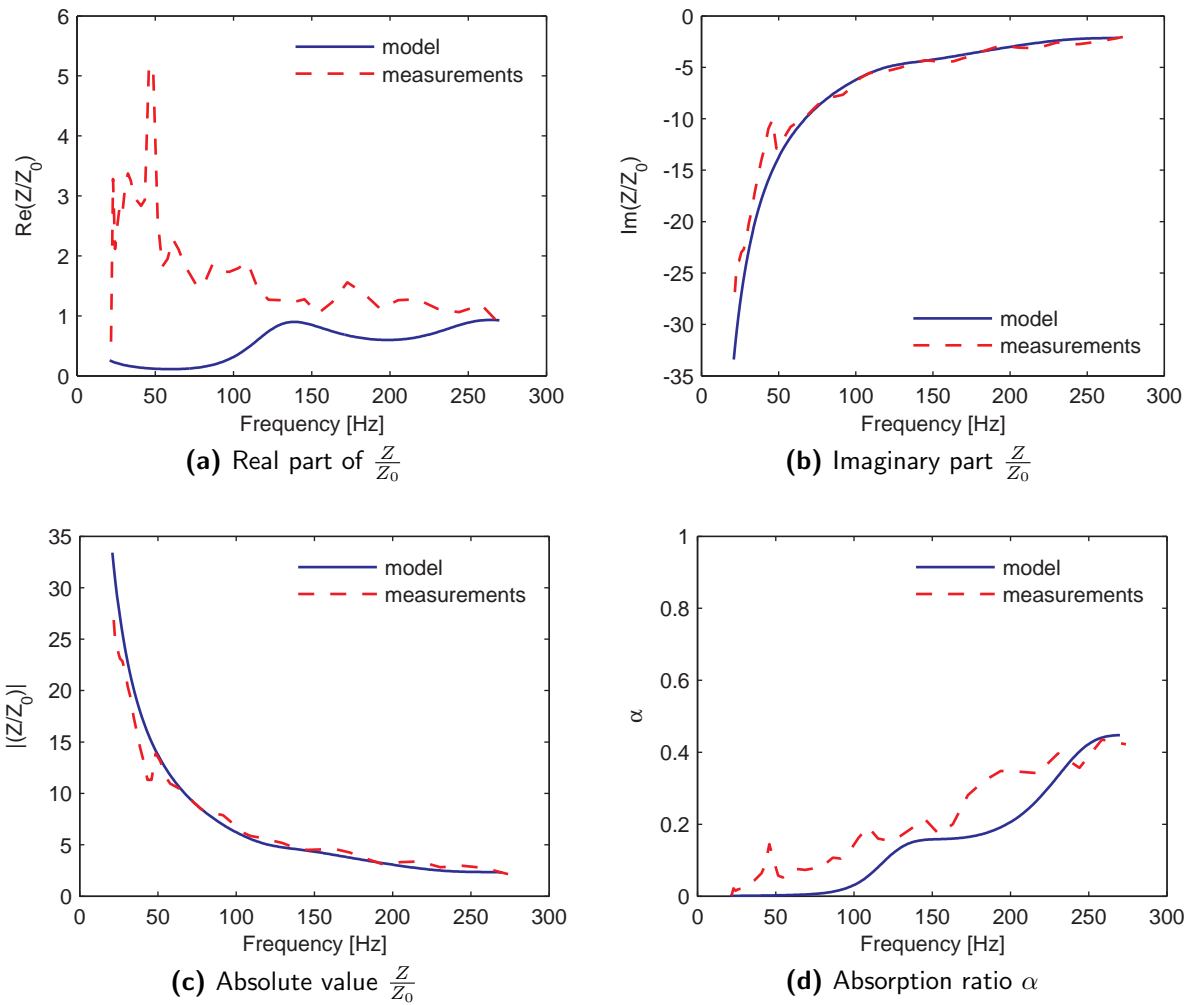 6
5
4
3
2
1
0
Re(Z/Z0)
model
measurements
0 50 100 150 200 250 300
Frequency [Hz]
(a) Real part of Z/Z0
0
-5
-10
-15
-20
-25
-30
-35
Im(Z/Z0)
model
measurements
0 50 100 150 200 250 300
Frequency [Hz]
(b) Imaginary part Z/Z0
35
30
25
20
15
10
5
0
|(Z/Z0)|
model
measurements
0 50 100 150 200 250 300
Frequency [Hz]
(c) Absolute value Z/Z0
1
0.8
0.6
0.4
0.2
0
α
model
measurements
0 50 100 150 200 250 300
Frequency [Hz]
(d) Absorption ratio α